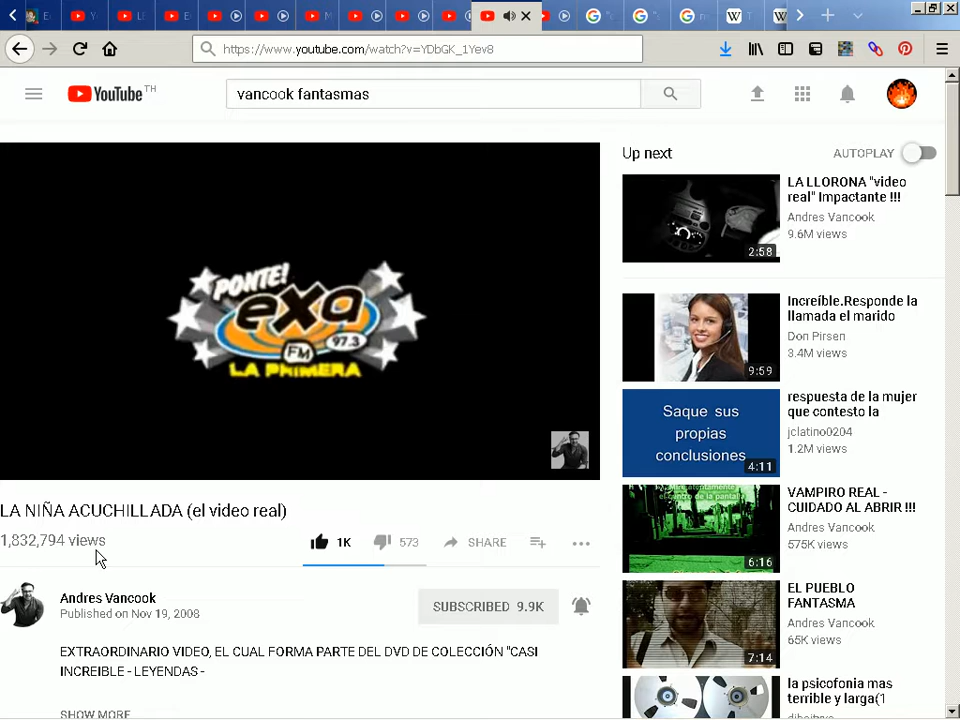 https://www.youtube.com/watch?v=YDbGK_1Yev8
YouTube TH
vancook fantasmas
PONTE!
exa
FM
97.3
LA PRIMERA
LA NIÑA ACUCHILLADA (el video real)
1,832,794 views
1K
573
SHARE
Andres Vancook
Published on Nov 19, 2008
SUBSCRIBED 9.9K
EXTRAORDINARIO VIDEO, EL CUAL FORMA PARTE DEL DVD DE COLECCIÓN "CASI
INCREIBLE - LEYENDAS -
SHOW MORE
Up next
AUTOPLAY
2:58
LA LLORONA "video
real" Impactante !!!
Andres Vancook
9.6M views
9:59
Increíble.Responde la
llamada el marido
Don Pirsen
3.4M views
Saque sus
propias
conclusiones
4:11
respuesta de la mujer
que contesto la
jclatino0204
1.2M views
6:16
VAMPIRO REAL -
CUIDADO AL ABRIR !!!
Andres Vancook
575K views
7:14
EL PUEBLO
FANTASMA
Andres Vancook
65K views
la psicofonia mas
terrible y larga(1